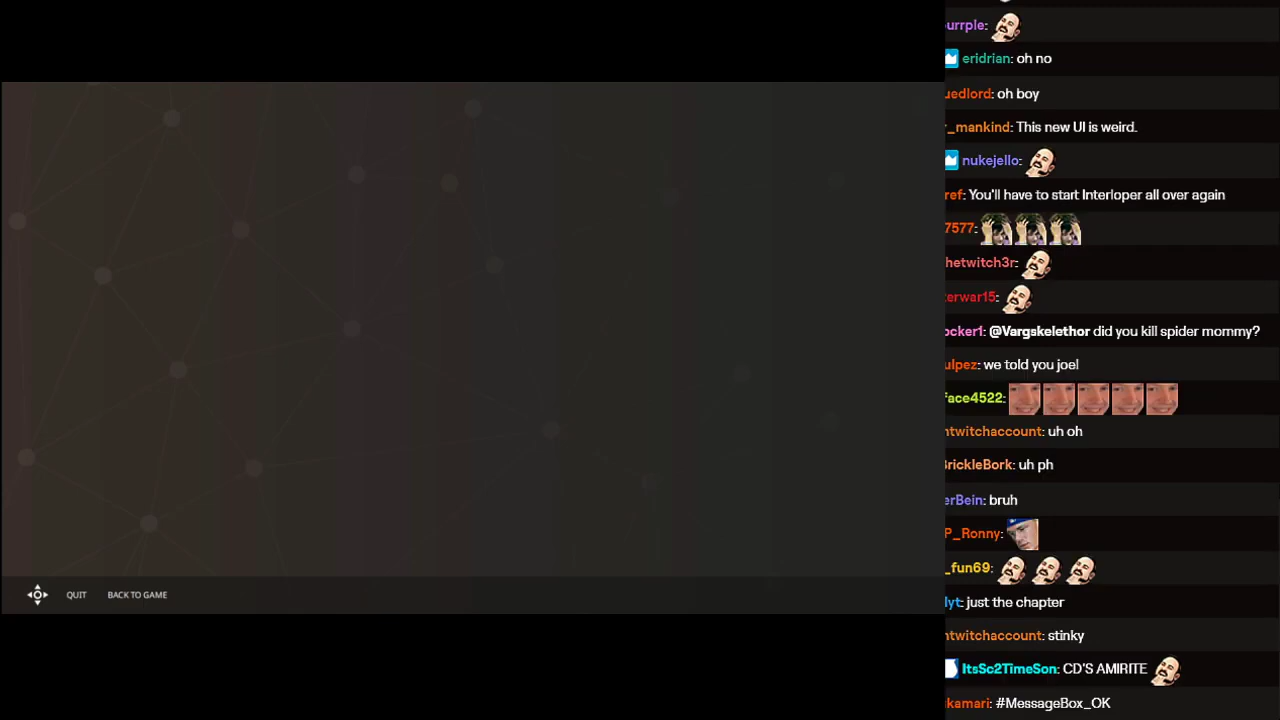 urrple:
eridrian: oh no
uedlord: oh boy
r_mankind: This new UI is weird.
nukejello:
ref: You'll have to start Interloper all over again
7577:
hetwitch3r:
terwar15:
ocker1: @Vargskelethor did you kill spider mommy?
ulpez: we told you joel
face4522:
ntwitchaccount: uh oh
BrickleBork: uh ph
erBein: bruh
P_Ronny:
_fun69:
lyt: just the chapter
ntwitchaccount: stinky
ItsSc2TimeSon: CD'S AMIRITE
ikamari: #MessageBox_OK
QUIT BACK TO GAME